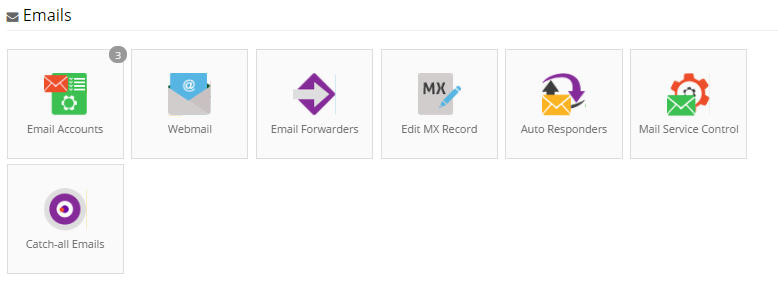 Emails
3
Email Accounts
@
Webmail
Email Forwarders
MX
Edit MX Record
Auto Responders
Mail Service Control
Catch-all Emails